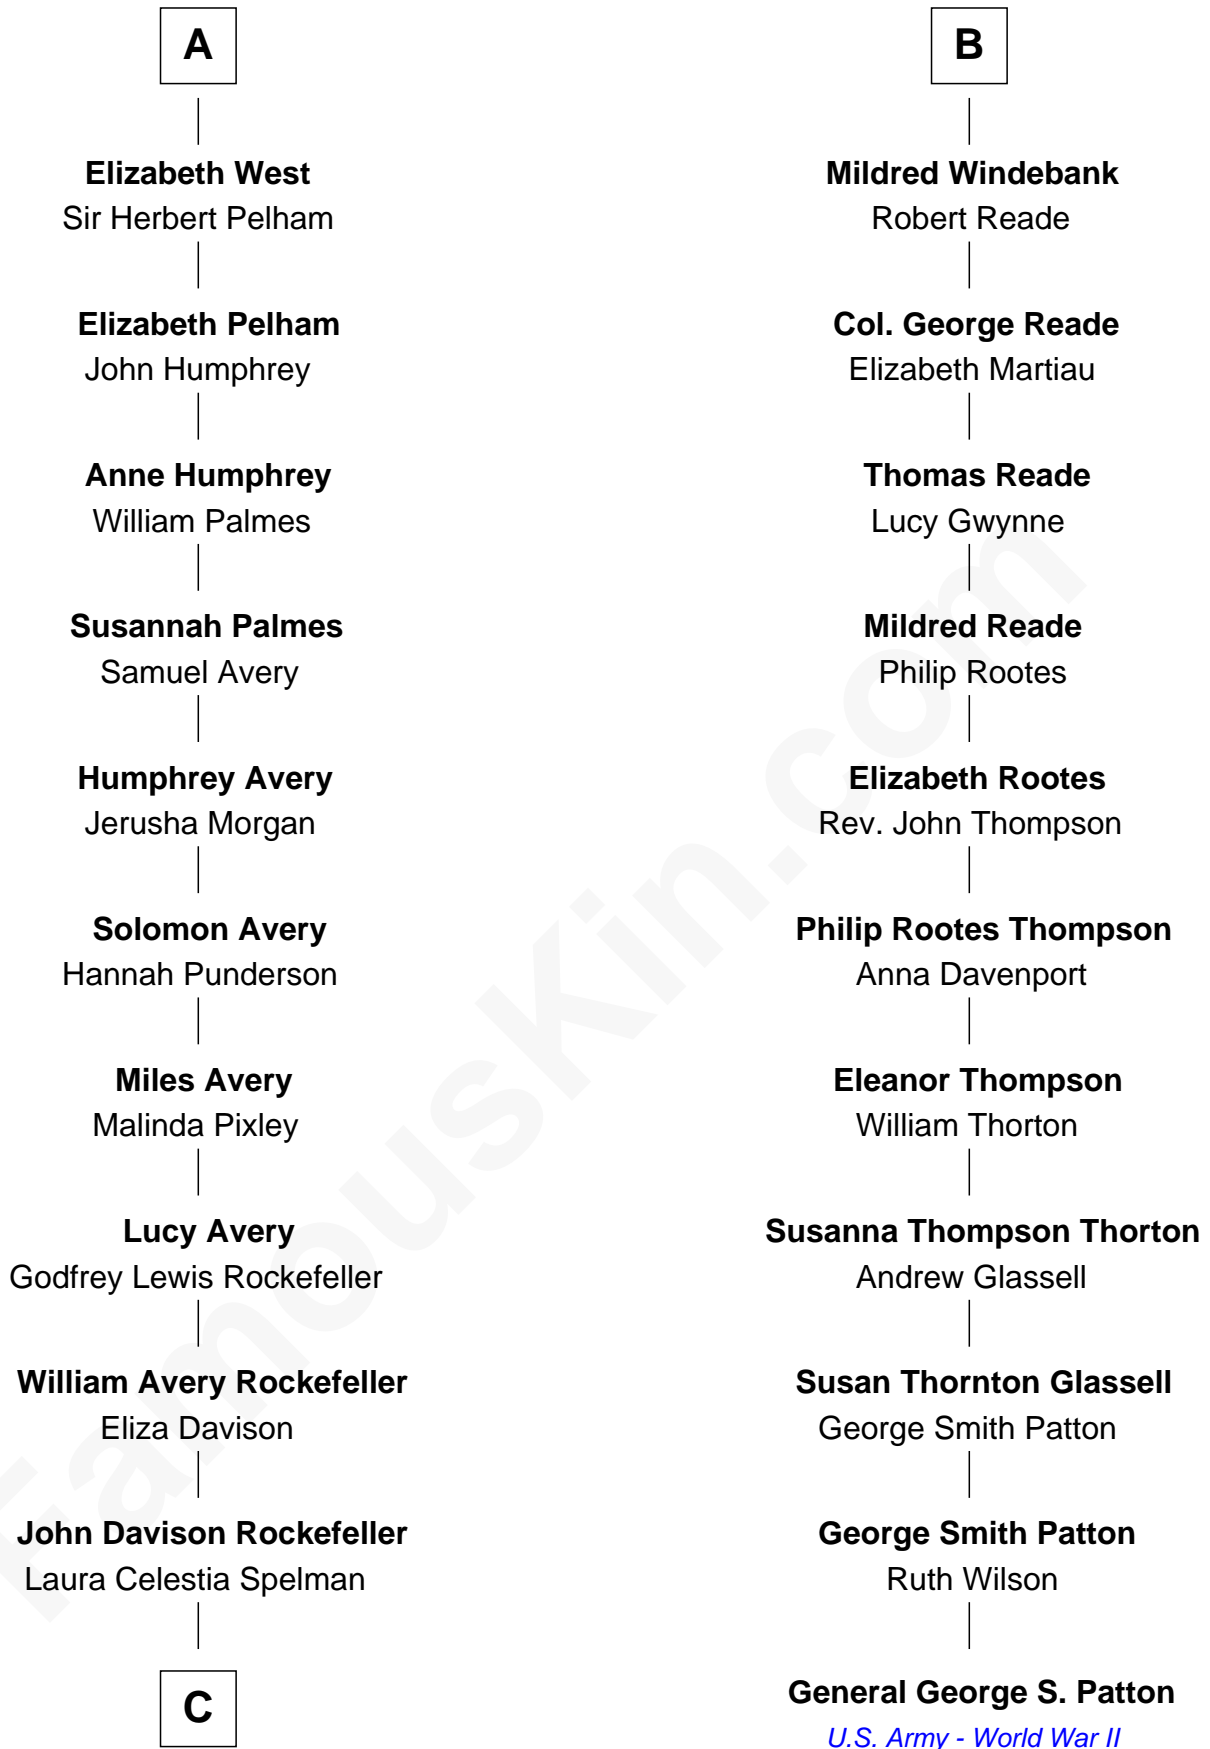 A
Elizabeth West
Sir Herbert Pelham
Elizabeth Pelham
John Humphrey
Anne Humphrey
William Palmes
Susannah Palmes
Samuel Avery
Humphrey Avery
Jerusha Morgan
Solomon Avery
Hannah Punderson
Miles Avery
Malinda Pixley
Lucy Avery
Godfrey Lewis Rockefeller
William Avery Rockefeller
Eliza Davison
John Davison Rockefeller
Laura Celestia Spelman
C
B
Mildred Windebank
Robert Reade
Col. George Reade
Elizabeth Martiau
Thomas Reade
Lucy Gwynne
Mildred Reade
Philip Rootes
Elizabeth Rootes
Rev. John Thompson
Philip Rootes Thompson
Anna Davenport
Eleanor Thompson
William Thorton
Susanna Thompson Thorton
Andrew Glassell
Susan Thornton Glassell
George Smith Patton
George Smith Patton
Ruth Wilson
General George S. Patton
U.S. Army - World War II
FamousKin.com